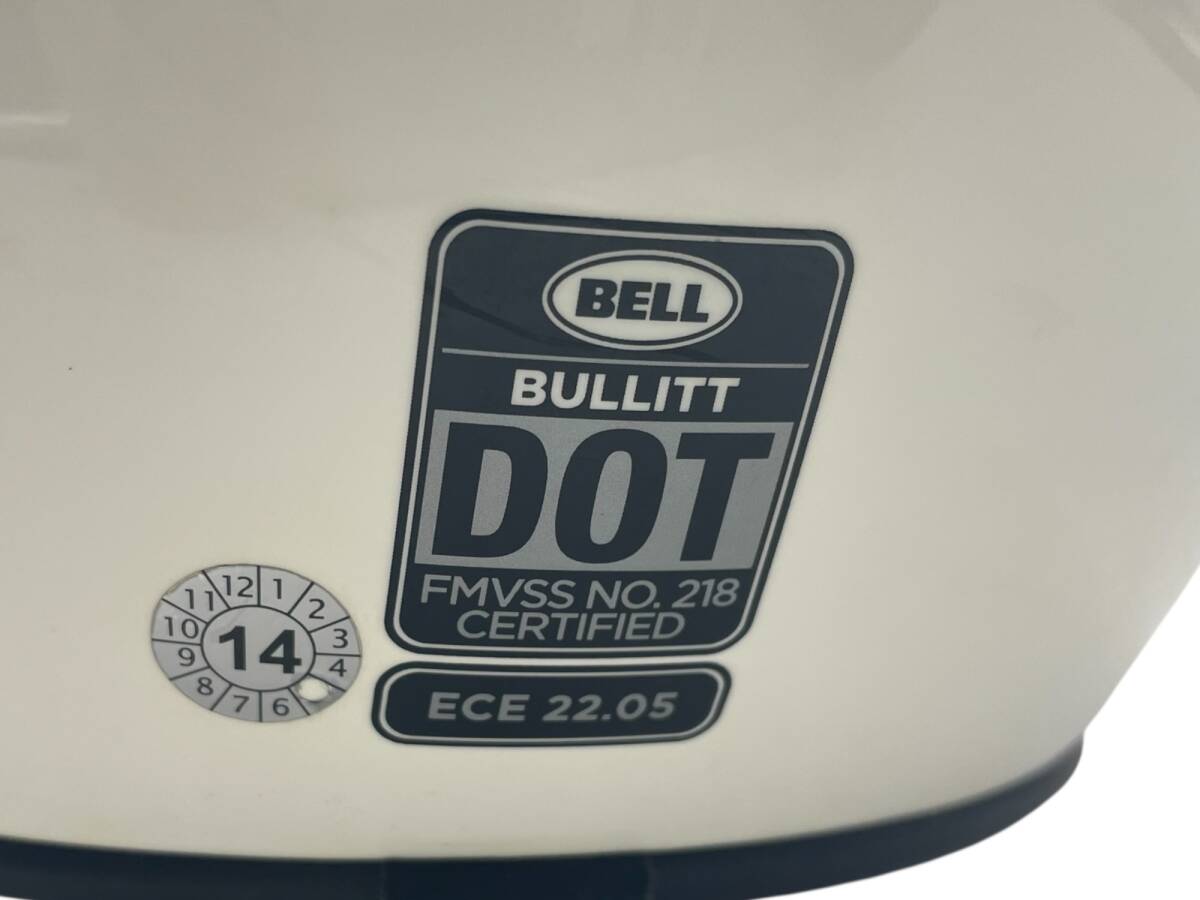 BELL
BULLITT
DOT
FMVSS NO. 218
CERTIFIED
ECE 22.05
12 1 2 3 4 6 7 8 9 10 11
14